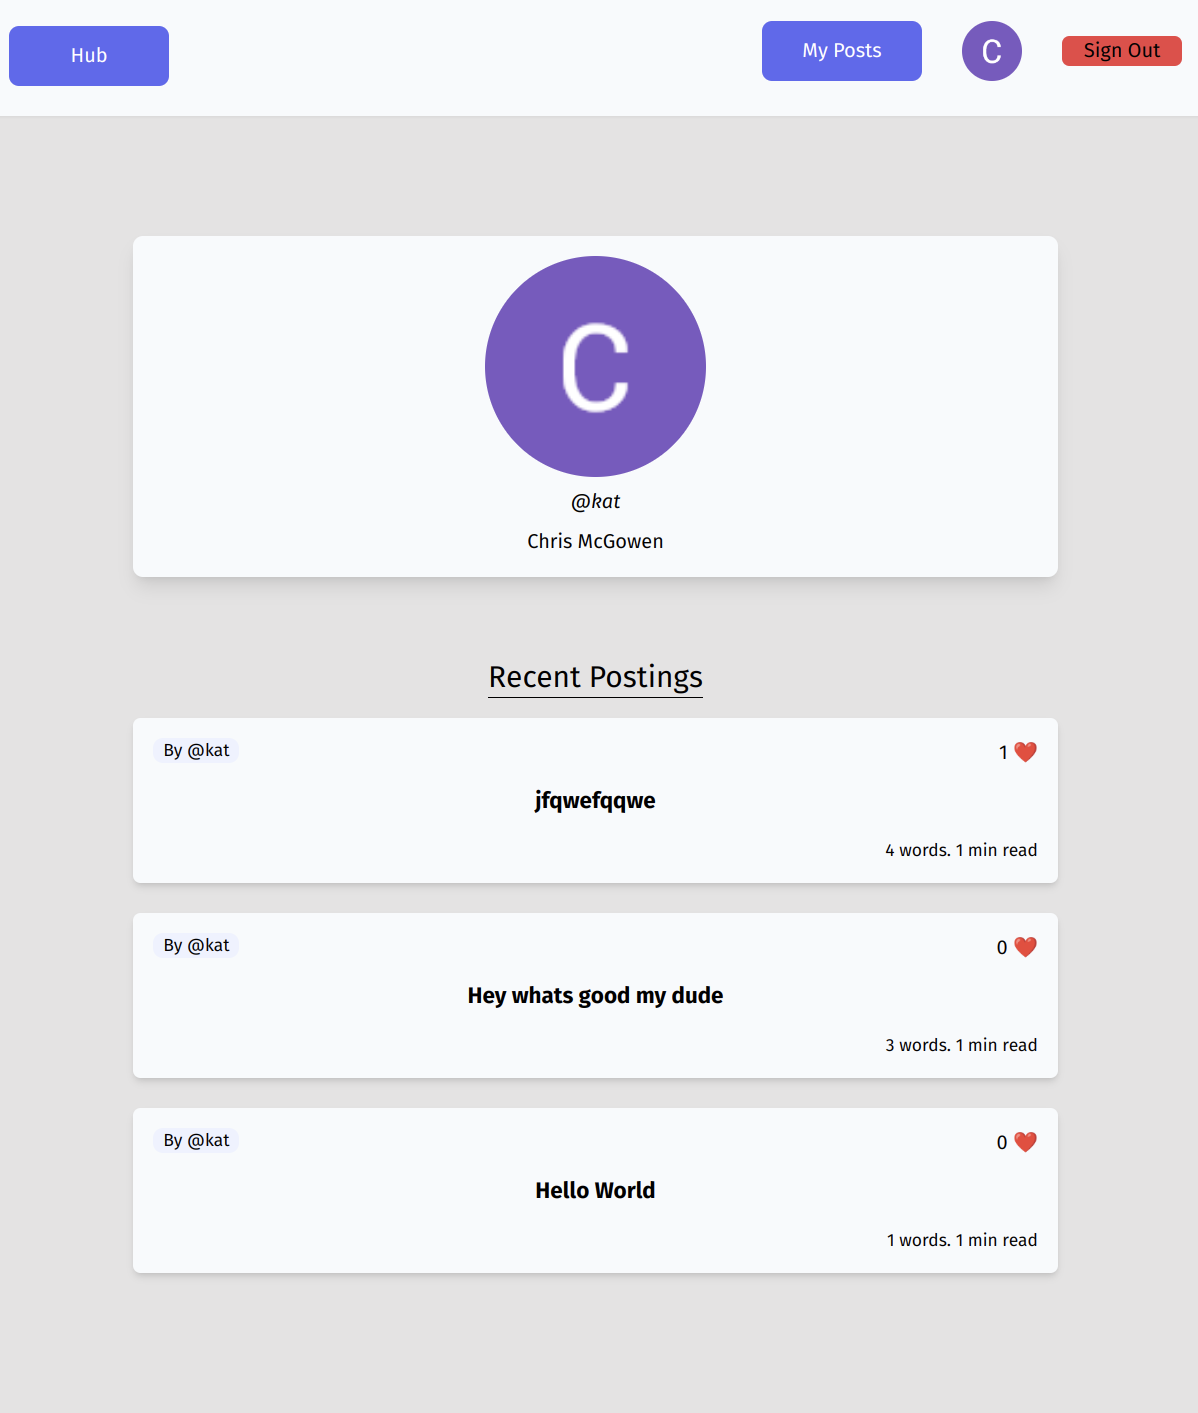 Hub
My Posts
C
Sign Out
C
@kat
Chris McGowen
Recent Postings
By @kat
1 ❤️
jfqwefqqwe
4 words. 1 min read
By @kat
0 ❤️
Hey whats good my dude
3 words. 1 min read
By @kat
0 ❤️
Hello World
1 words. 1 min read